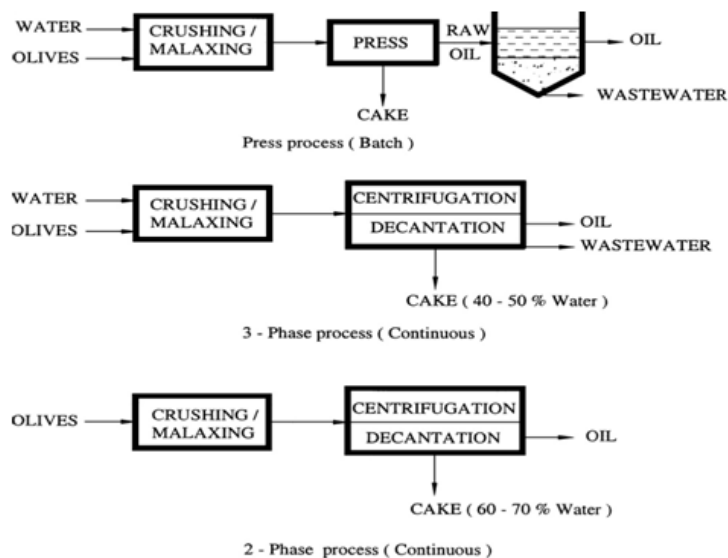 WATER
OLIVES
CRUSHING /
MALAXING
PRESS
RAW
OIL
OIL
WASTEWATER
CAKE
Press process ( Batch )
WATER
OLIVES
CRUSHING /
MALAXING
CENTRIFUGATION
DECANTATION
OIL
WASTEWATER
CAKE ( 40 - 50 % Water )
3 - Phase process ( Continuous )
OLIVES
CRUSHING /
MALAXING
CENTRIFUGATION
DECANTATION
OIL
CAKE ( 60 - 70 % Water )
2 - Phase process ( Continuous )